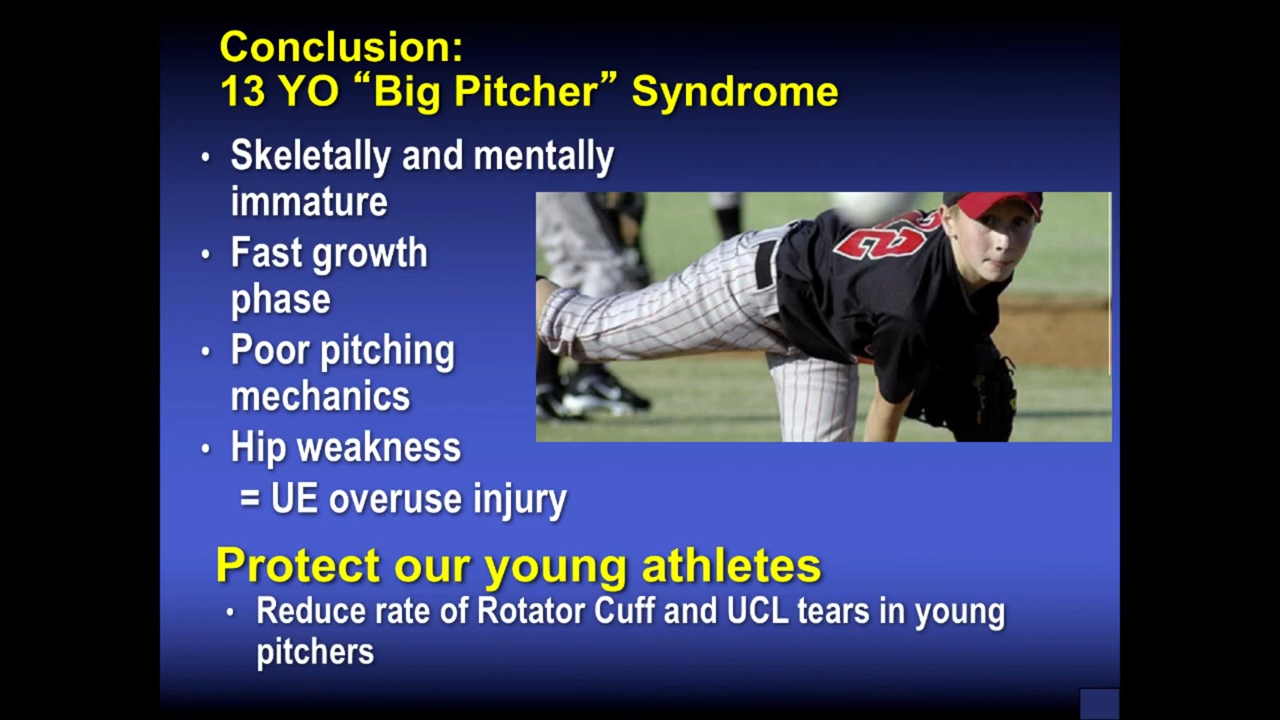 Conclusion:
13 YO “Big Pitcher” Syndrome
• Skeletally and mentally
immature
• Fast growth
phase
• Poor pitching
mechanics
• Hip weakness
= UE overuse injury
Protect our young athletes
• Reduce rate of Rotator Cuff and UCL tears in young
pitchers